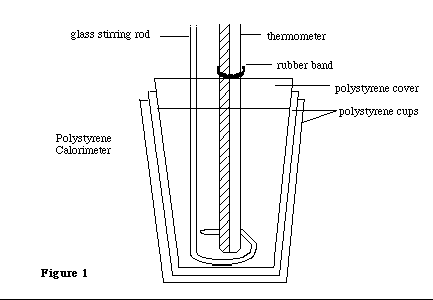 glass stirring rod
thermometer
rubber band
polystyrene cover
polystyrene cups
Polystyrene
Calorimeter
Figure 1